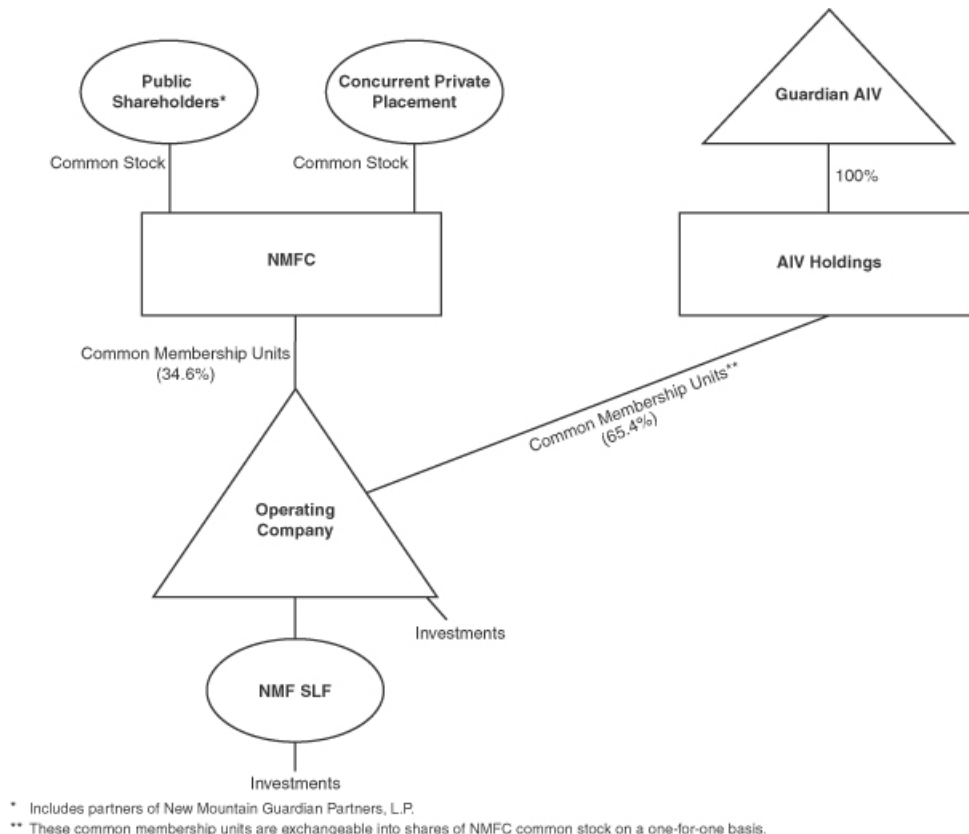 Public
Shareholders*
Concurrent Private
Placement
Guardian AIV
Common Stock
Common Stock
100%
NMFC
AIV Holdings
Common Membership Units
(34.6%)
Common Membership Units**
(65.4%)
Operating
Company
Investments
NMF SLF
Investments
* Includes partners of New Mountain Guardian Partners, L.P.
** These common membership units are exchangeable into shares of NMFC common stock on a one-for-one basis.